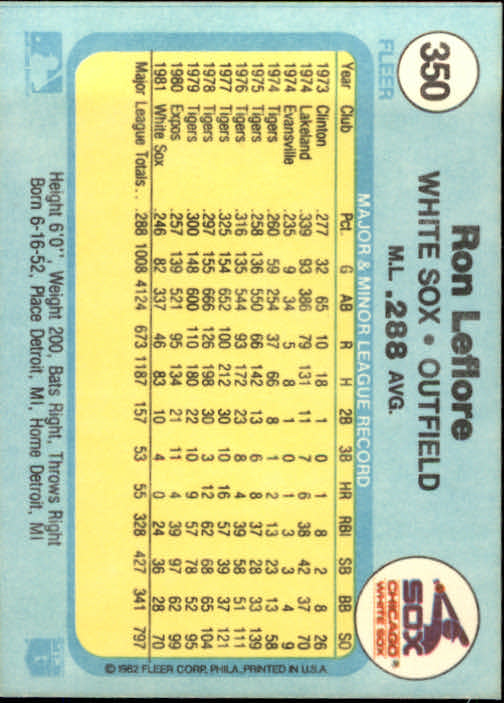 350
FLEER
Ron Leflore
WHITE SOX • OUTFIELD
M.L. .288 AVG.
SOX
CHICAGO
WHITE SOX
MAJOR & MINOR LEAGUE RECORD
Year Club Pct. G AB R H 2B 3B HR RBI SB BB SO
1973 Clinton .277 32 65 10 18 1 0 1 8 2 8 26
1974 Lakeland .339 93 386 79 131 11 7 6 38 42 37 70
1974 Evansville .235 9 34 5 8 1 0 1 3 3 4 9
1974 Tigers .260 59 254 37 66 8 1 2 13 23 13 58
1975 Tigers .258 136 550 66 142 13 6 8 37 28 33 139
1976 Tigers .316 135 544 93 172 23 8 4 39 58 51 111
1977 Tigers .325 154 652 100 212 30 10 16 57 39 37 121
1978 Tigers .297 155 666 126 198 30 3 12 62 68 65 104
1979 Tigers .300 148 600 110 180 22 10 9 57 78 52 95
1980 Expos .257 139 521 95 134 21 11 4 39 97 62 99
1981 White Sox .246 82 337 46 83 10 4 0 24 36 28 70
Major League Totals . . .288 1008 4124 673 1187 157 53 55 328 427 341 797
© 1982 FLEER CORP. PHILA. PRINTED IN U.S.A.
Height 6'0", Weight 200, Bats Right, Throws Right
Born 6-16-52, Place Detroit, MI, Home Detroit, MI